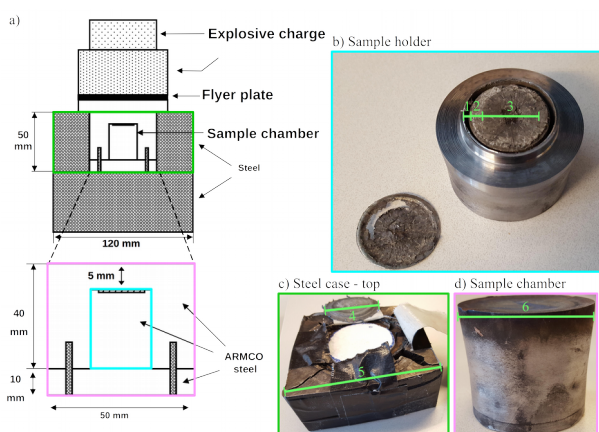 a)
Explosive charge
Flyer plate
50
mm
Sample chamber
Steel
120 mm
5 mm
40
mm
ARMCO
steel
10
mm
50 mm
b) Sample holder
1 2 3
c) Steel case - top
4
5
d) Sample chamber
6